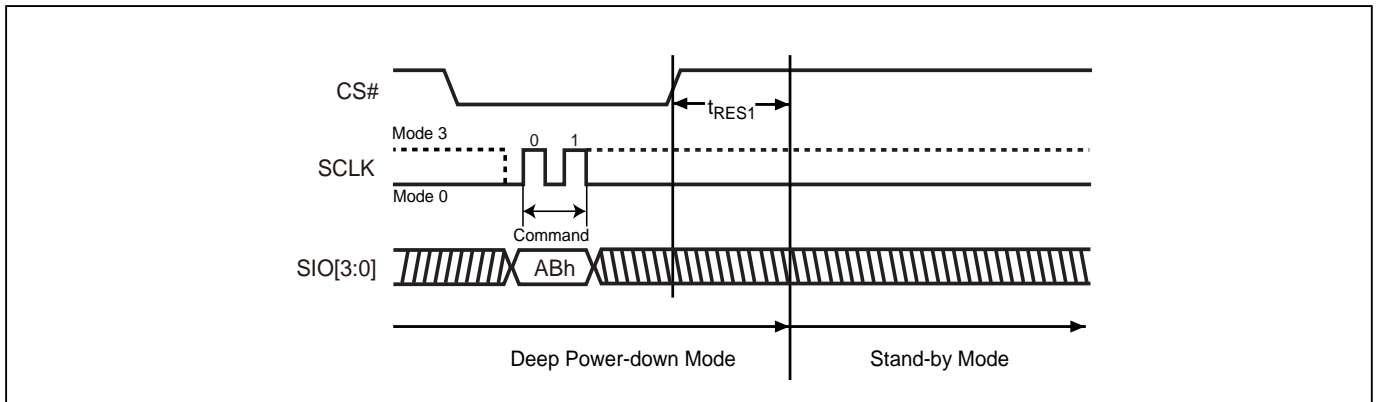 CS#
tRES1
Mode 3
0 1
SCLK
Mode 0
Command
SIO[3:0]
ABh
Deep Power-down Mode
Stand-by Mode